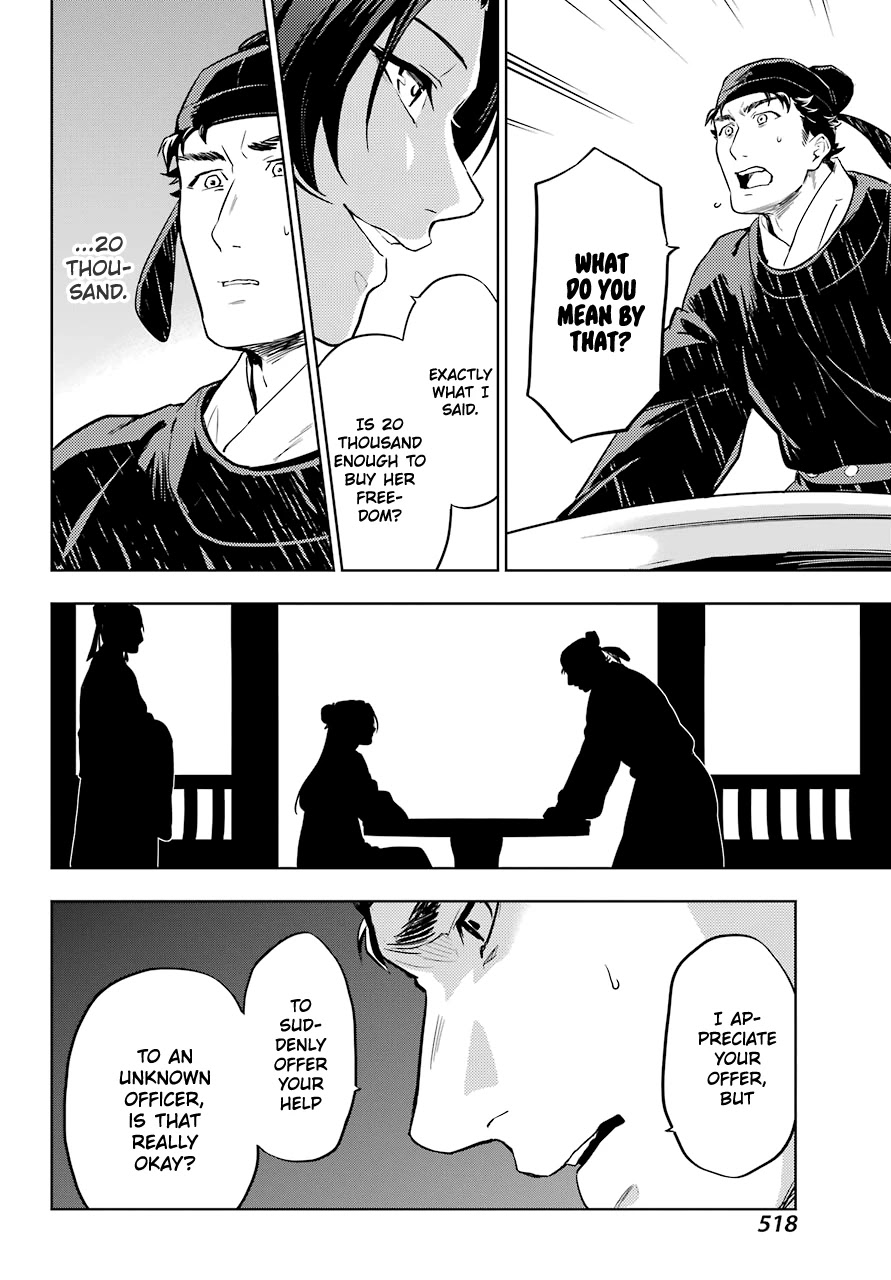 WHAT
DO YOU
MEAN BY
THAT?
EXACTLY
WHAT I
SAID.
IS 20
THOUSAND
ENOUGH TO
BUY HER
FREE-
DOM?
...20
THOU-
SAND.
I AP-
PRECIATE
YOUR
OFFER,
BUT
TO
SUD-
DENLY
OFFER
YOUR
HELP
TO AN
UNKNOWN
OFFICER,
IS THAT
REALLY
OKAY?
518